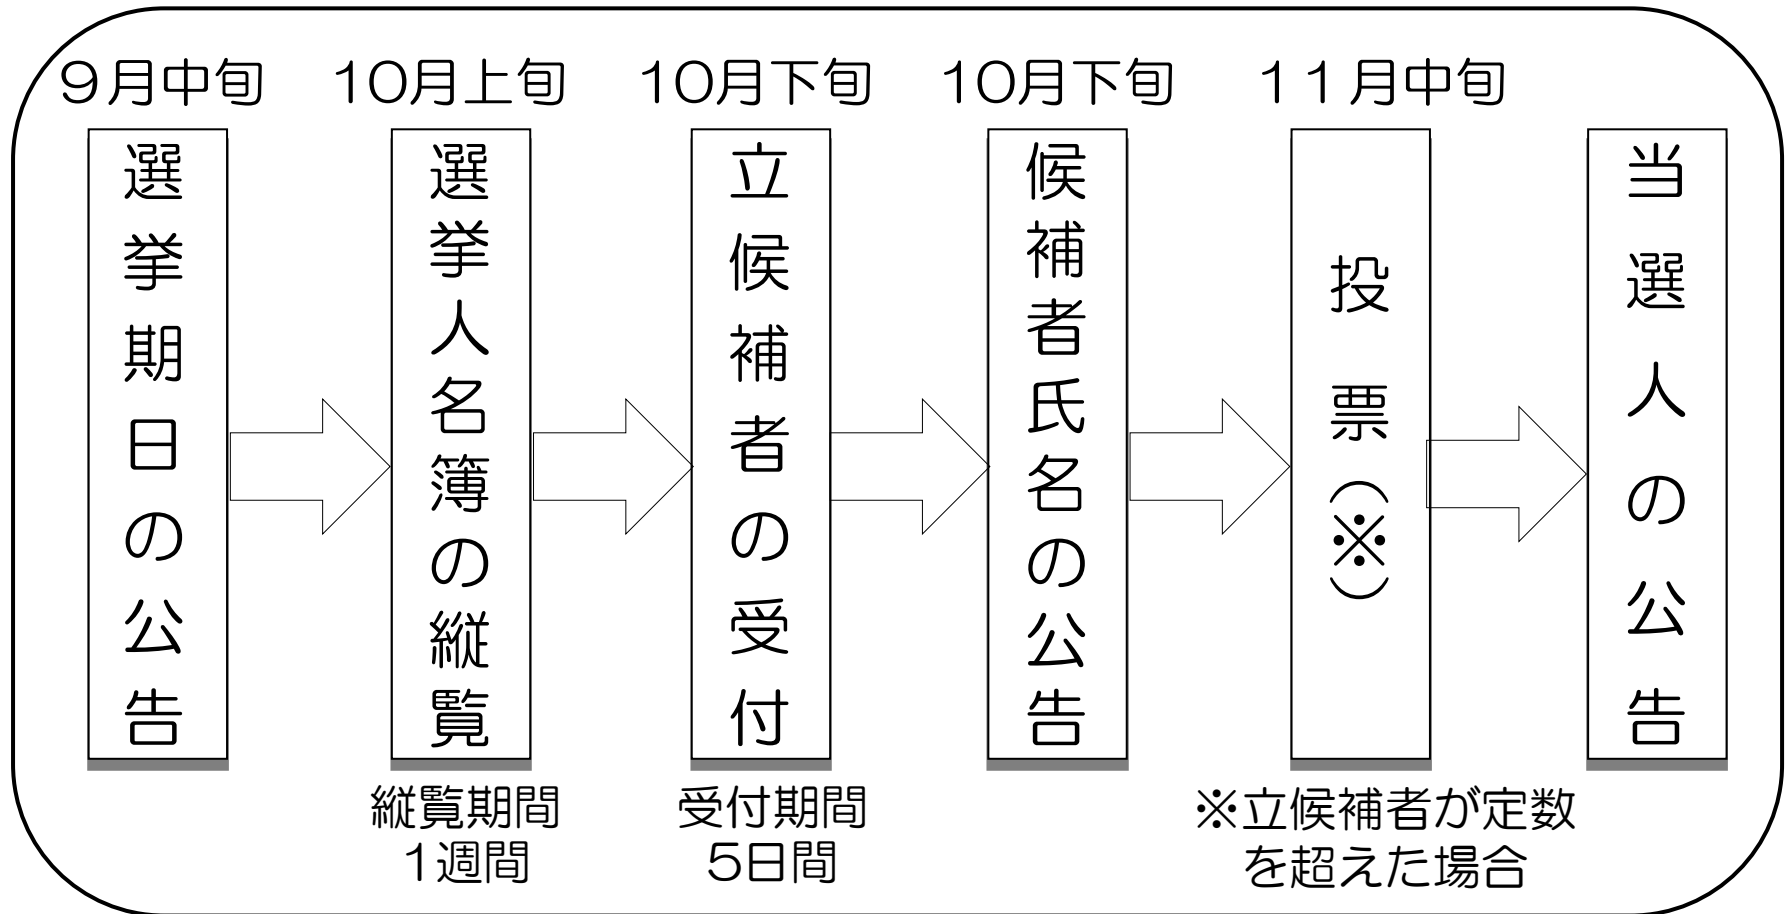 9月中旬
選挙期日の公告
10月上旬
選挙人名簿の縦覧
縦覧期間
1週間
10月下旬
立候補者の受付
受付期間
5日間
10月下旬
候補者氏名の公告
11月中旬
投票(※)
※立候補者が定数
を超えた場合
当選人の公告